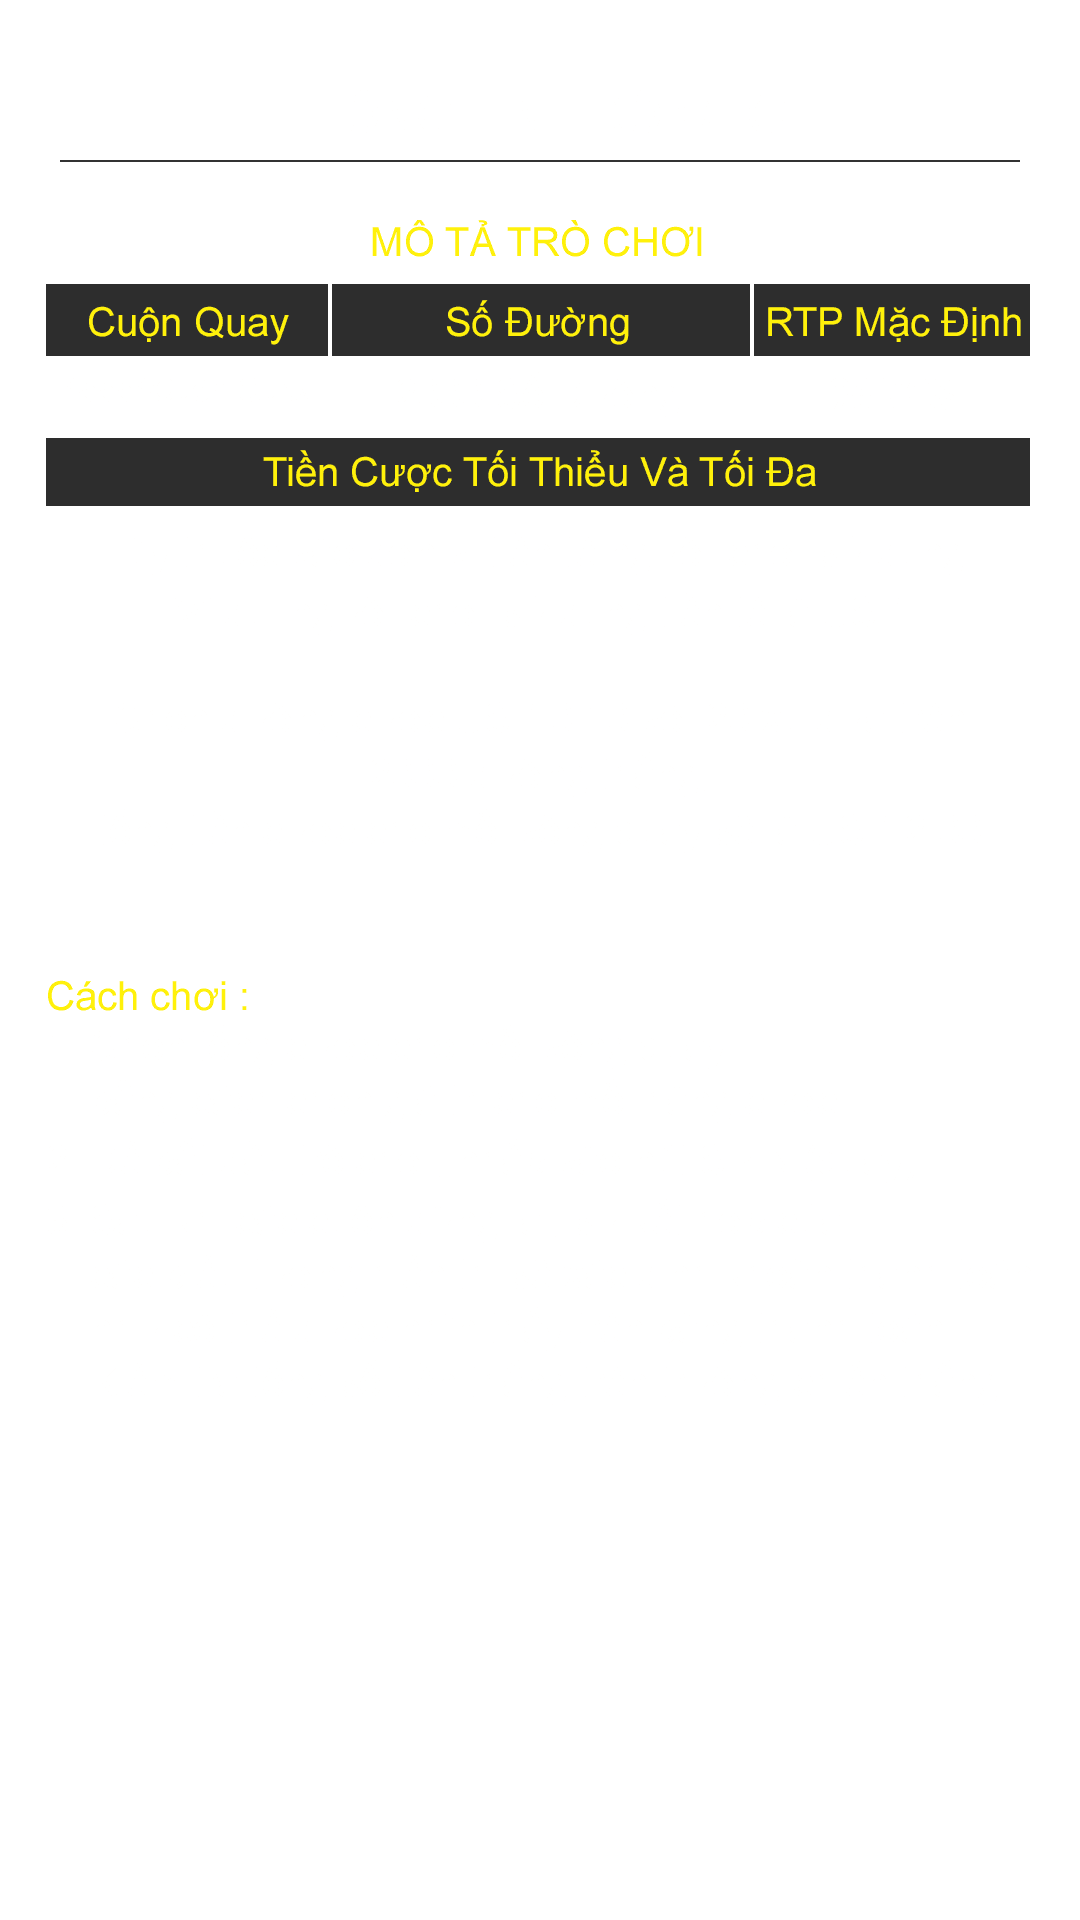 MÔ TẢ TRÒ CHƠI
Cuộn Quay Số Đường RTP Mặc Định
Tiền Cược Tối Thiểu Và Tối Đa
Cách chơi :